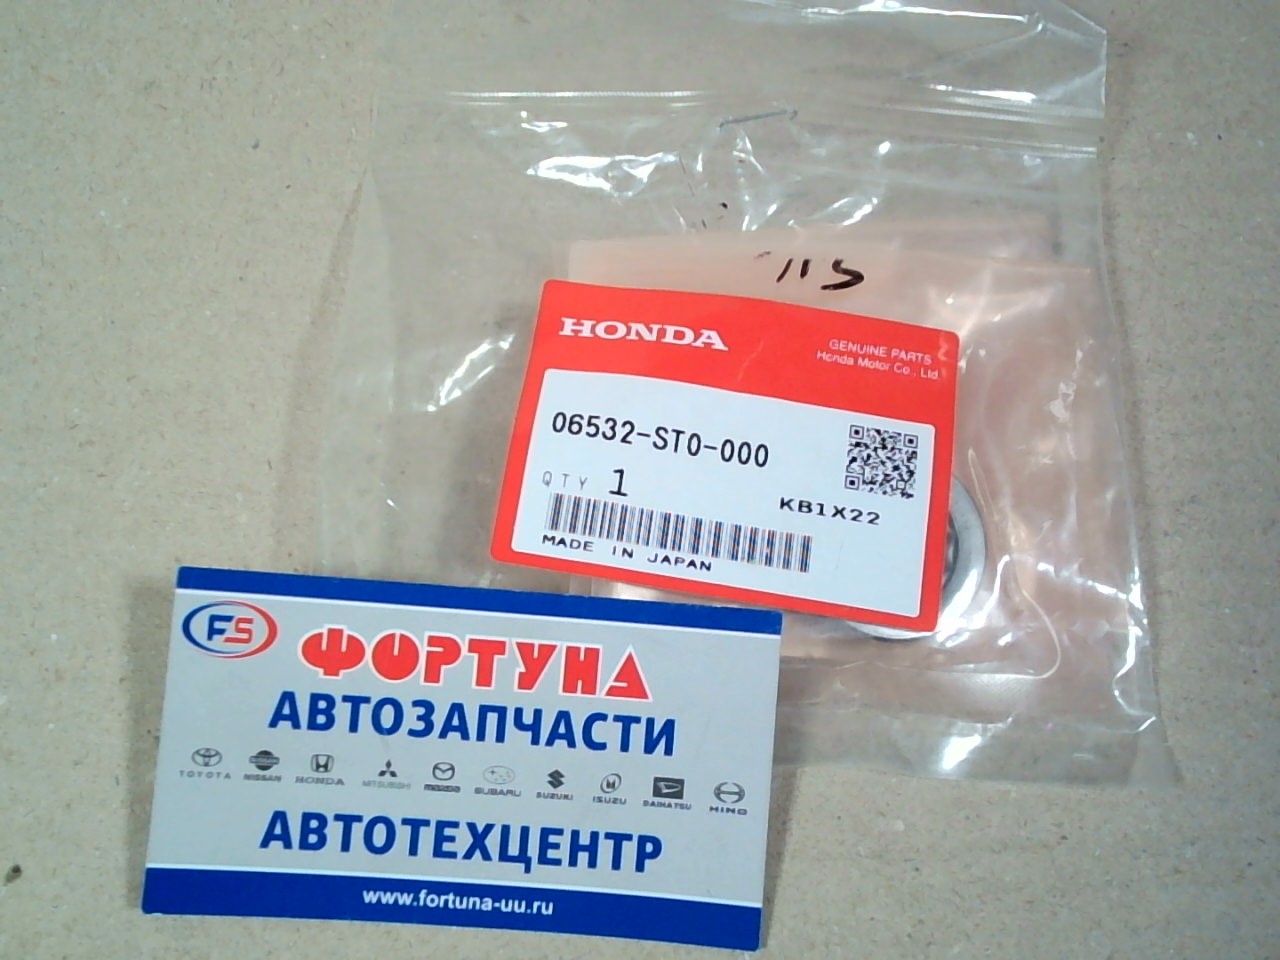 HONDA
GENUINE PARTS
Honda Motor Co., Ltd.
06532-ST0-000
QTY 1
KB1X22
MADE IN JAPAN
FS
ФОРТУНА
АВТОЗАПЧАСТИ
TOYOTA NISSAN HONDA MITSUBISHI mazda SUBARU SUZUKI ISUZU DAIHATSU HINO
АВТОТЕХЦЕНТР
www.fortuna-uu.ru